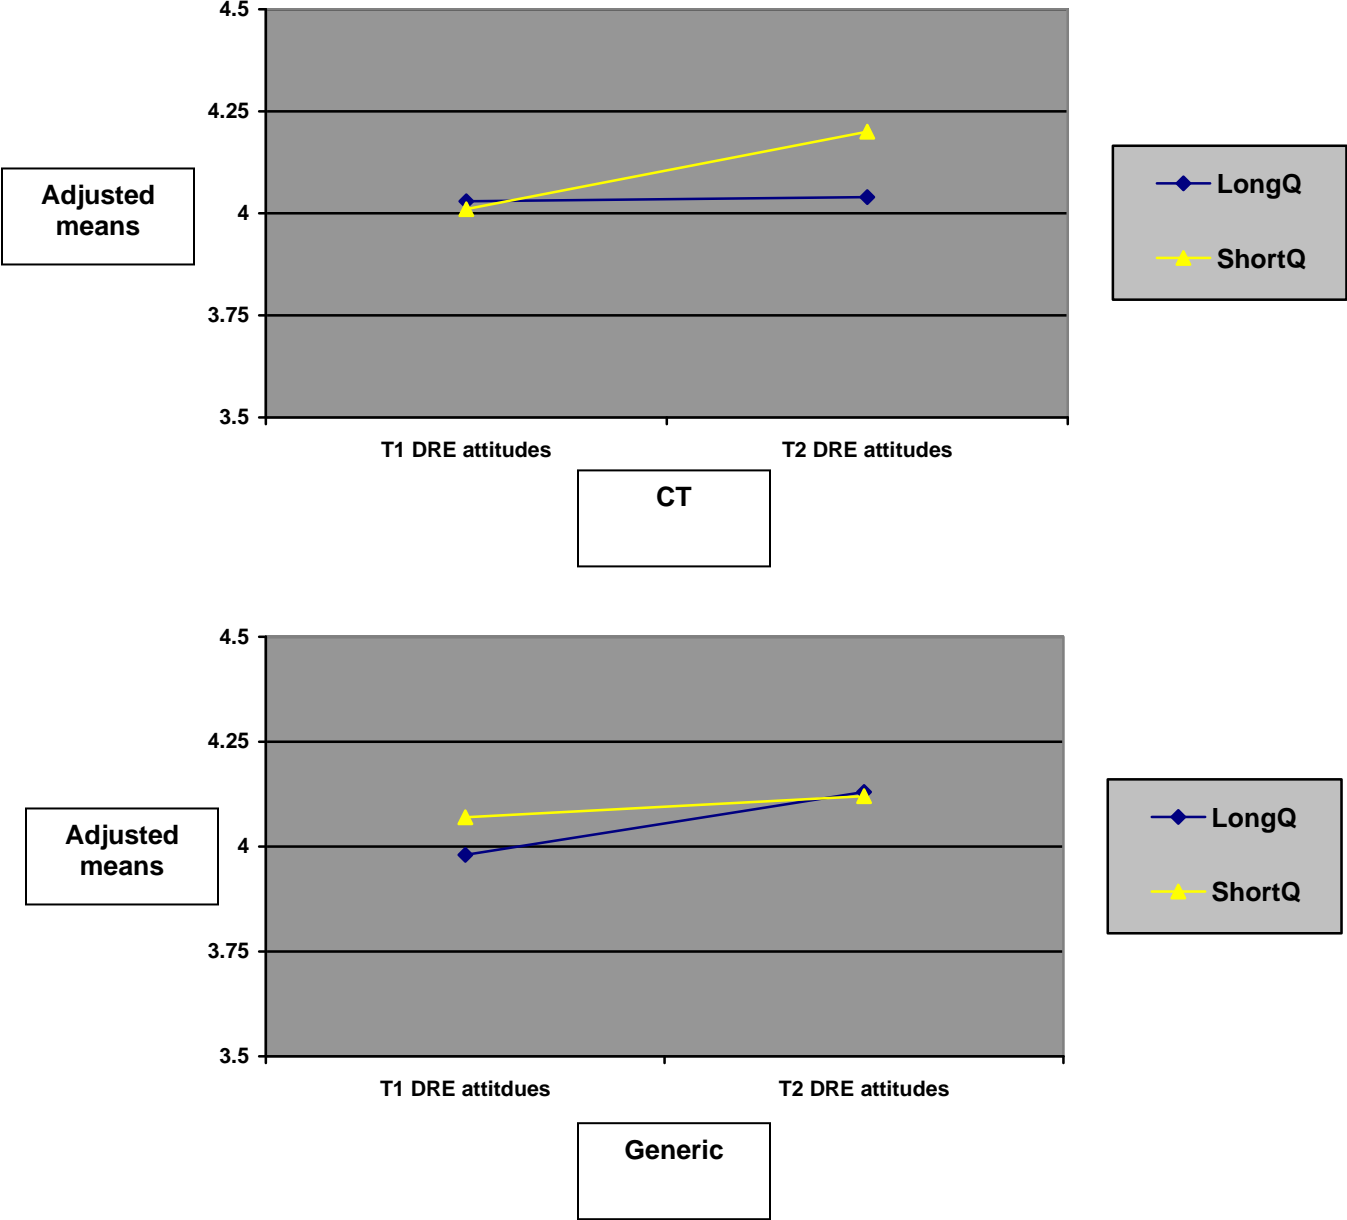 4.5
4.25
4
3.75
3.5
Adjusted
means
T1 DRE attitudes
T2 DRE attitudes
CT
LongQ
ShortQ
4.5
4.25
4
3.75
3.5
Adjusted
means
T1 DRE attitdues
T2 DRE attitudes
Generic
LongQ
ShortQ